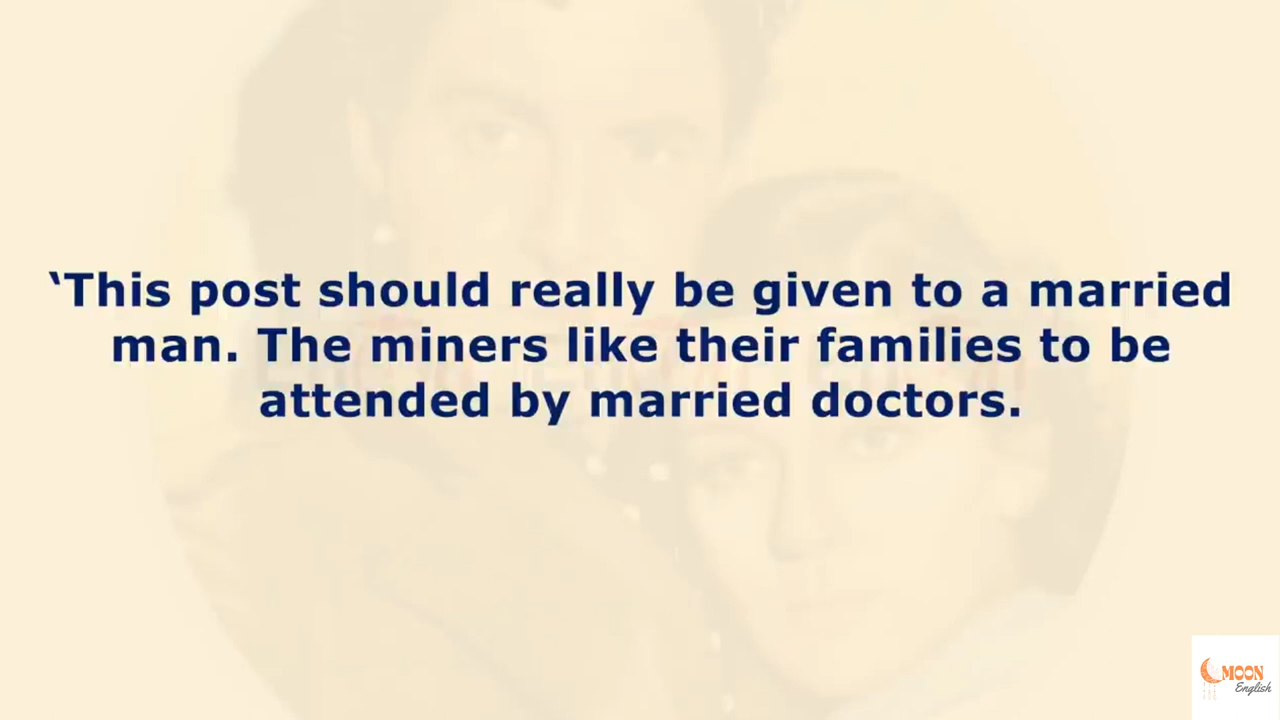 ‘This post should really be given to a married
man. The miners like their families to be
attended by married doctors.
MOON
English